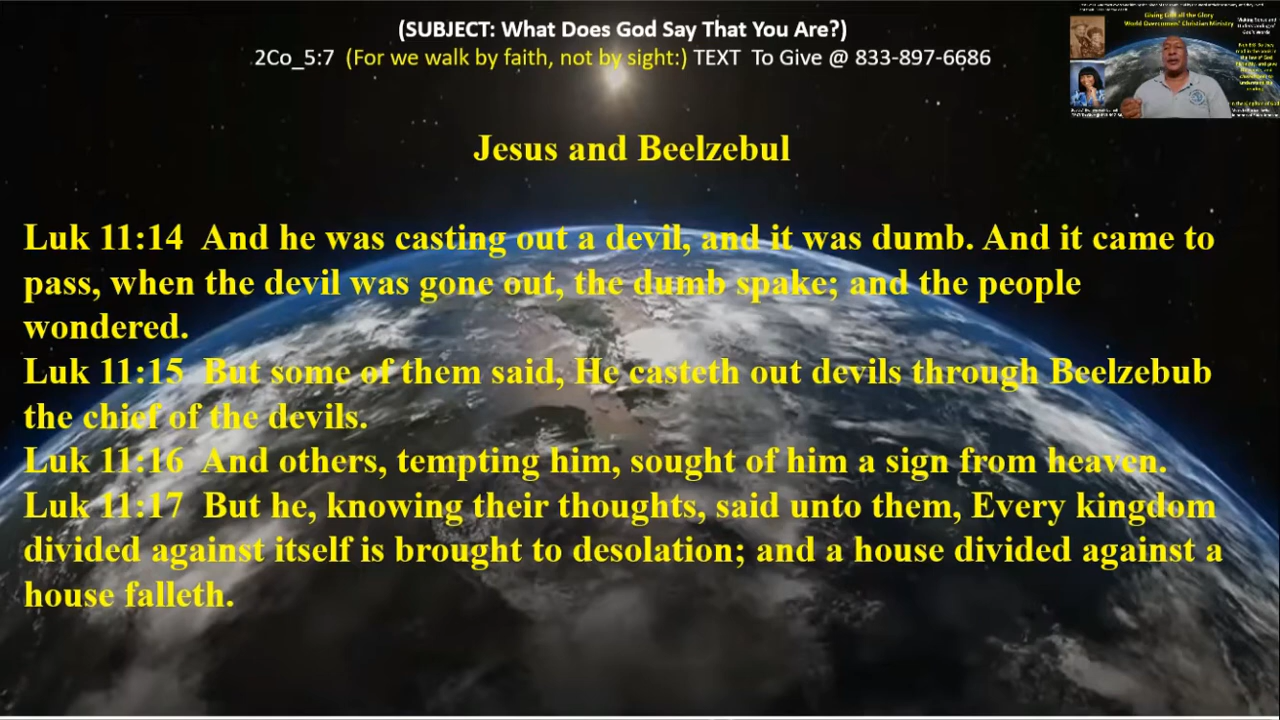 (SUBJECT: What Does God Say That You Are?)
2Co_5:7 (For we walk by faith, not by sight:) TEXT To Give @ 833-897-6686
Giving God all the Glory
World Overcomers' Christian Ministry
Jesus and Beelzebul
Luk 11:14 And he was casting out a devil, and it was dumb. And it came to
pass, when the devil was gone out, the dumb spake; and the people
wondered.
Luk 11:15 But some of them said, He casteth out devils through Beelzebub
the chief of the devils.
Luk 11:16 And others, tempting him, sought of him a sign from heaven.
Luk 11:17 But he, knowing their thoughts, said unto them, Every kingdom
divided against itself is brought to desolation; and a house divided against a
house falleth.